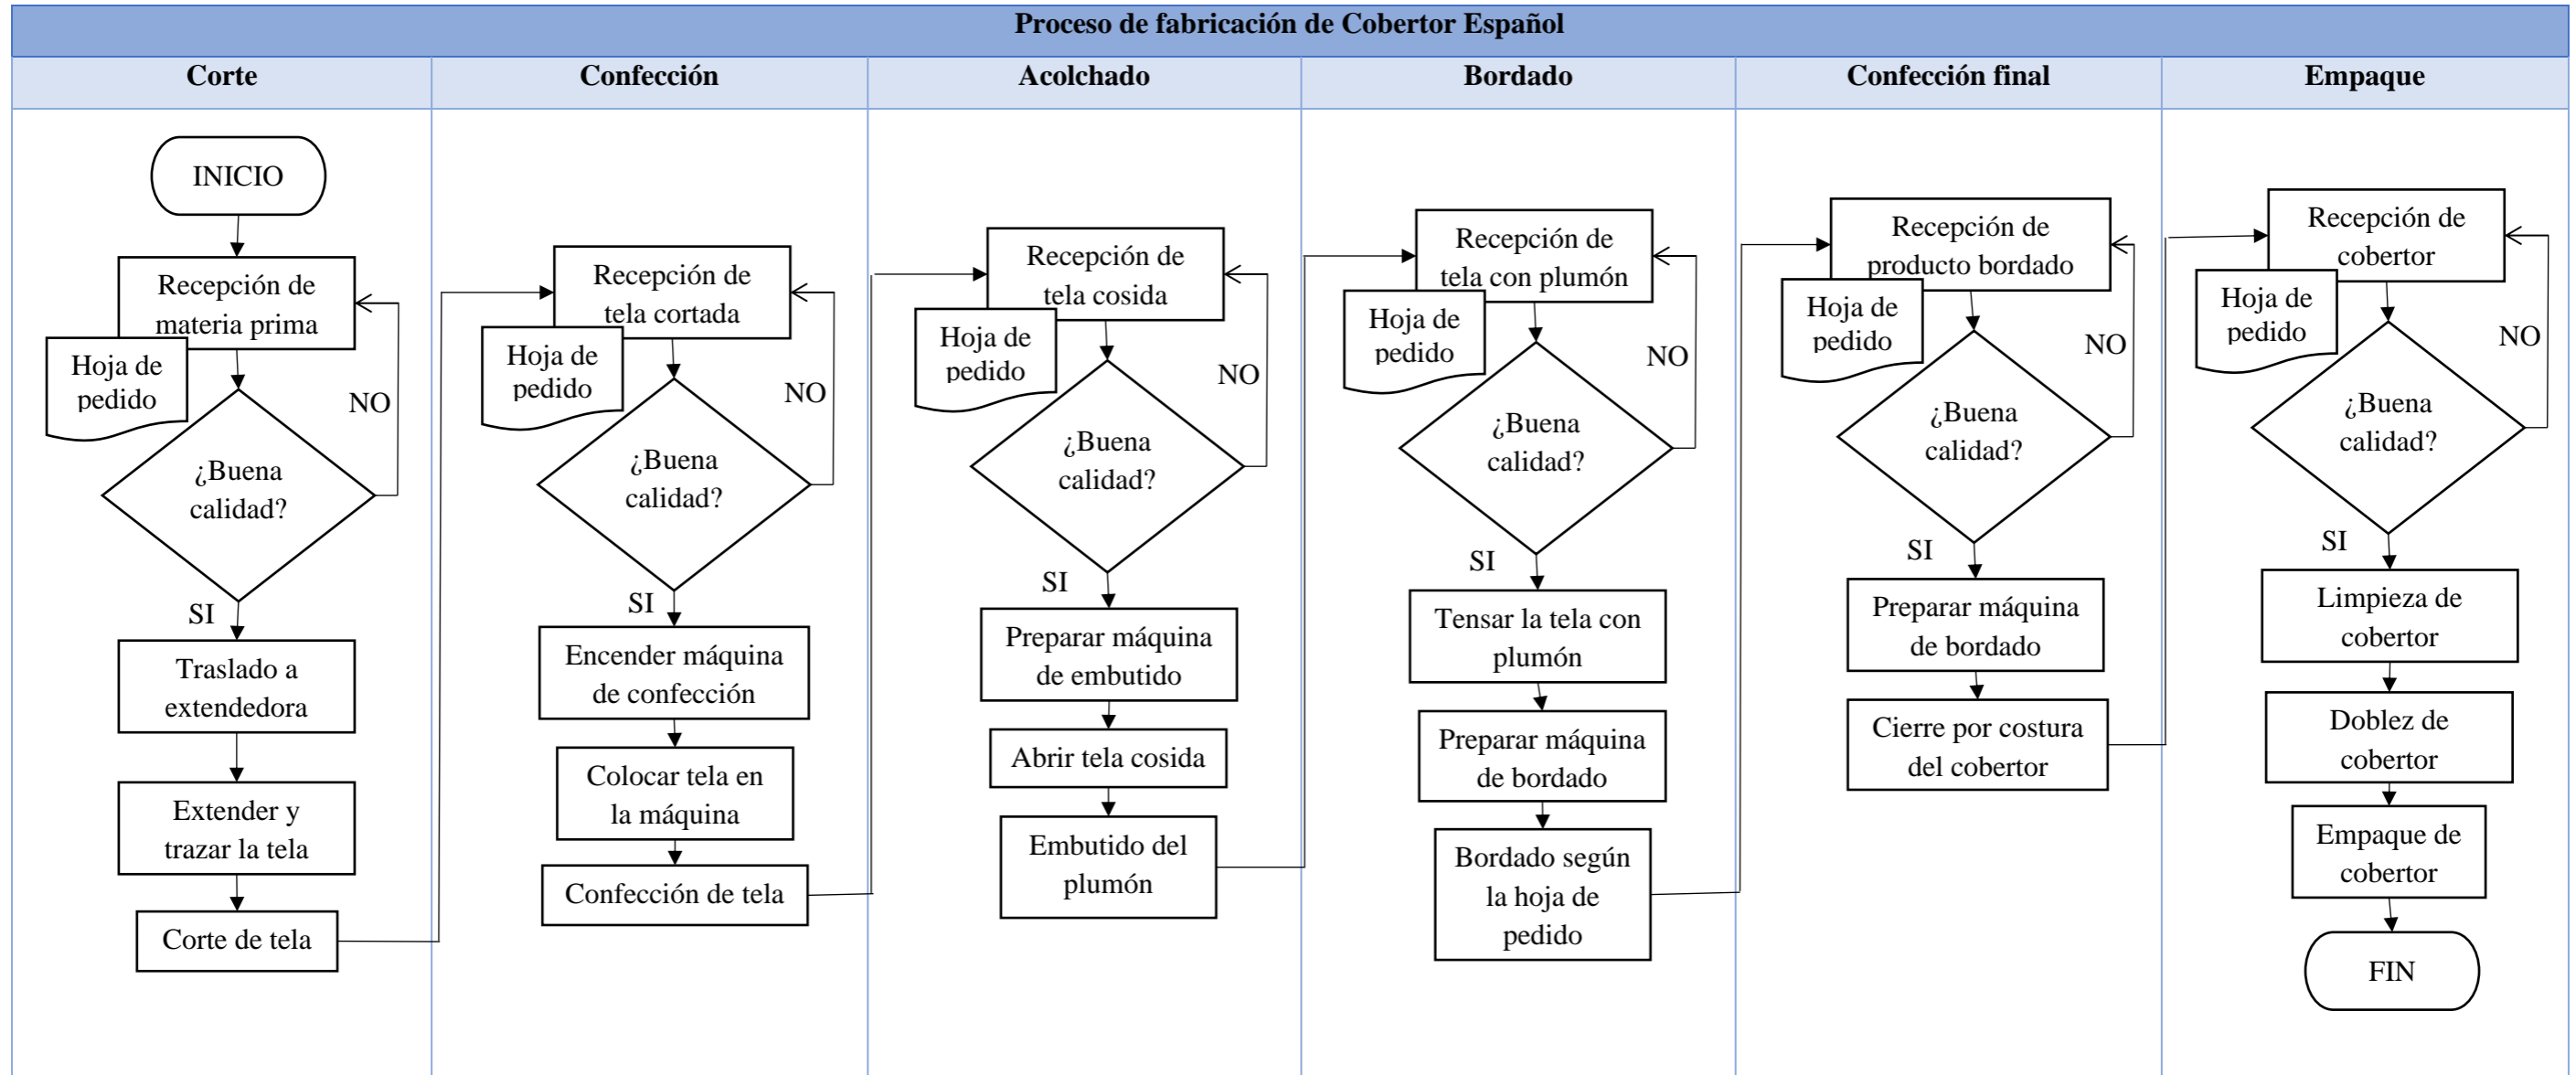 Proceso de fabricación de Cobertor Español
Corte
Confección
Acolchado
Bordado
Confección final
Empaque
INICIO
Recepción de
materia prima
Hoja de
pedido
NO
¿Buena
calidad?
SI
Traslado a
extendedora
Extender y
trazar la tela
Corte de tela
Recepción de
tela cortada
Hoja de
pedido
NO
¿Buena
calidad?
SI
Encender máquina
de confección
Colocar tela en
la máquina
Confección de tela
Recepción de
tela cosida
Hoja de
pedido
NO
¿Buena
calidad?
SI
Preparar máquina
de embutido
Abrir tela cosida
Embutido del
plumón
Recepción de
tela con plumón
Hoja de
pedido
NO
¿Buena
calidad?
SI
Tensar la tela con
plumón
Preparar máquina
de bordado
Bordado según
la hoja de
pedido
Recepción de
producto bordado
Hoja de
pedido
NO
¿Buena
calidad?
SI
Preparar máquina
de bordado
Cierre por costura
del cobertor
Recepción de
cobertor
Hoja de
pedido
NO
¿Buena
calidad?
SI
Limpieza de
cobertor
Doblez de
cobertor
Empaque de
cobertor
FIN